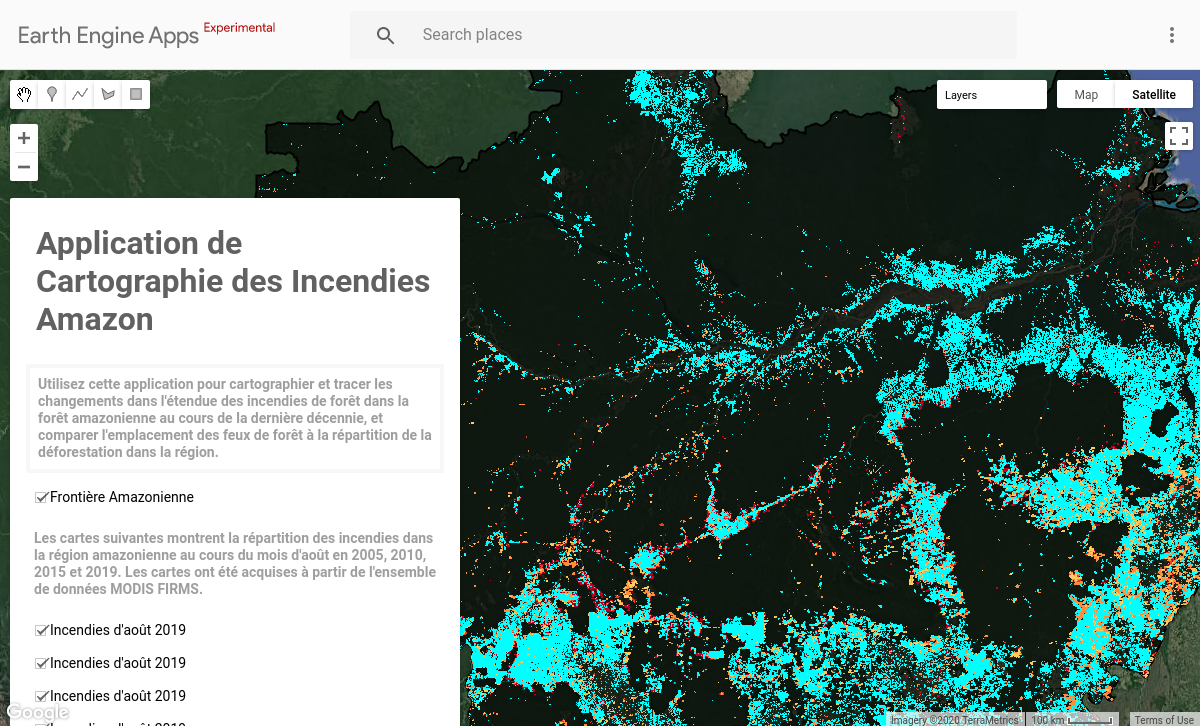 Earth Engine Apps Experimental
Search places
Layers
Map
Satellite
Application de
Cartographie des Incendies
Amazon
Utilisez cette application pour cartographier et tracer les
changements dans l'étendue des incendies de forêt dans la
forêt amazonienne au cours de la dernière décennie, et
comparer l'emplacement des feux de forêt à la répartition de la
déforestation dans la région.
Frontière Amazonienne
Les cartes suivantes montrent la répartition des incendies dans
la région amazonienne au cours du mois d'août en 2005, 2010,
2015 et 2019. Les cartes ont été acquises à partir de l'ensemble
de données MODIS FIRMS.
Incendies d'août 2019
Incendies d'août 2019
Incendies d'août 2019
Incendies d'août 2019
Google
Imagery ©2020 TerraMetrics
100 km
Terms of Use